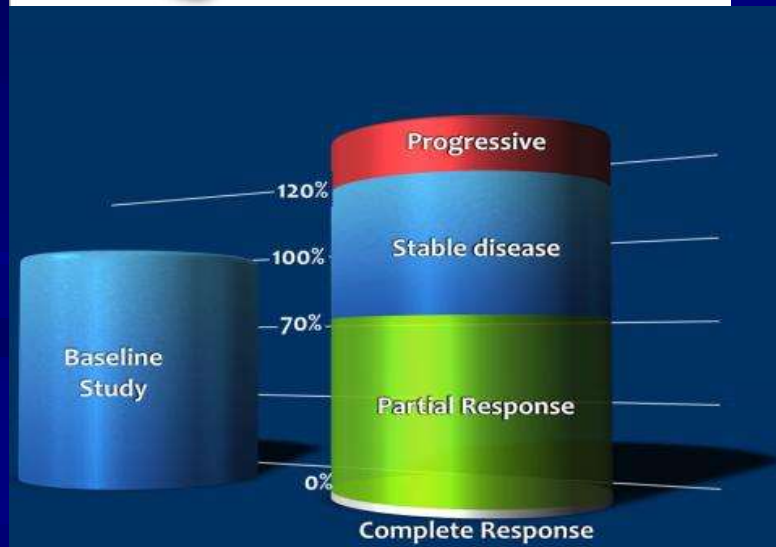 Progressive
120%
Stable disease
100%
70%
Baseline
Study
Partial Response
0%
Complete Response